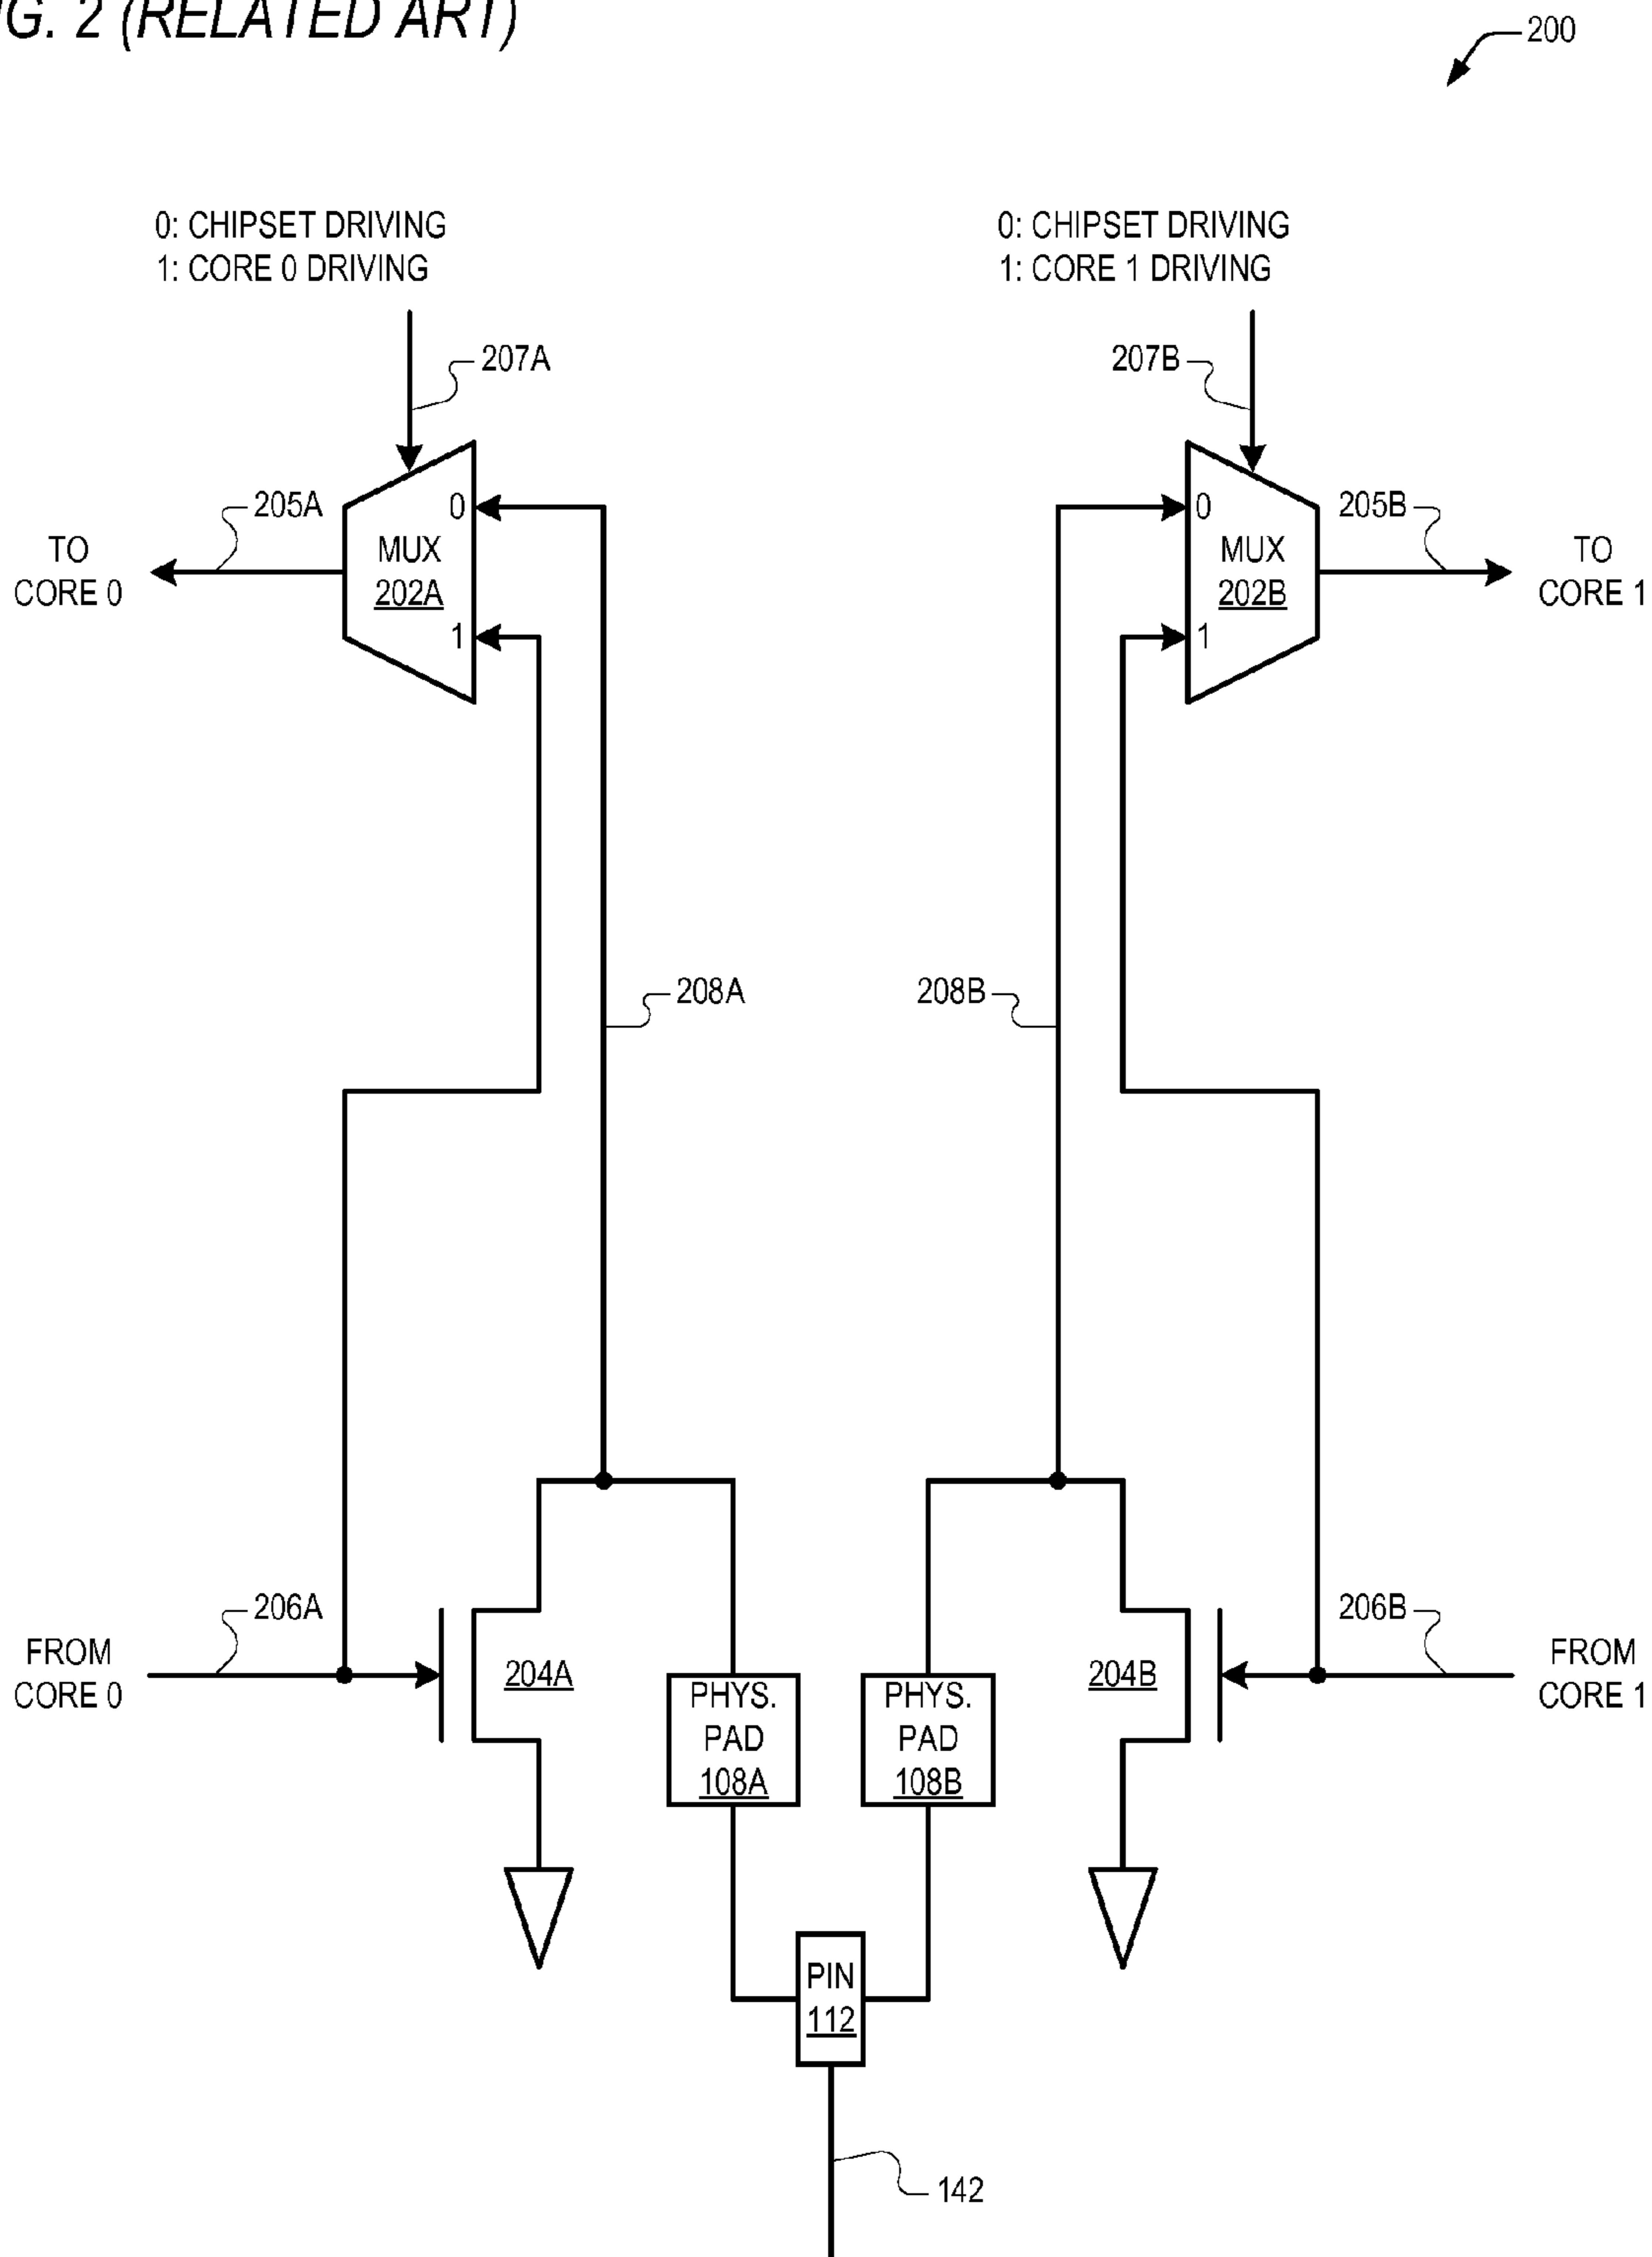 G. 2 (RELATED ART)
200
0: CHIPSET DRIVING
1: CORE 0 DRIVING
0: CHIPSET DRIVING
1: CORE 1 DRIVING
207A
207B
205A
205B
TO
CORE 0
0
MUX
202A
1
0
MUX
202B
1
TO
CORE 1
208A
208B
206A
206B
FROM
CORE 0
204A
PHYS.
PAD
108A
PHYS.
PAD
108B
204B
FROM
CORE 1
PIN
112
142